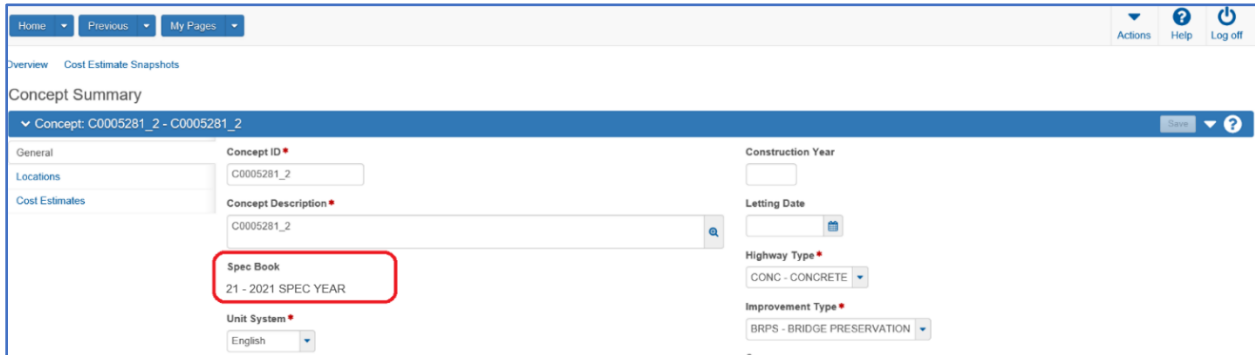 Home Previous My Pages
Actions Help Log off
Overview Cost Estimate Snapshots
Concept Summary
Concept: C0005281_2 - C0005281_2
Save
General
Locations
Cost Estimates
Concept ID*
C0005281_2
Concept Description*
C0005281_2
Spec Book
21 - 2021 SPEC YEAR
Unit System*
English
Construction Year
Letting Date
Highway Type*
CONC - CONCRETE
Improvement Type*
BRPS - BRIDGE PRESERVATION